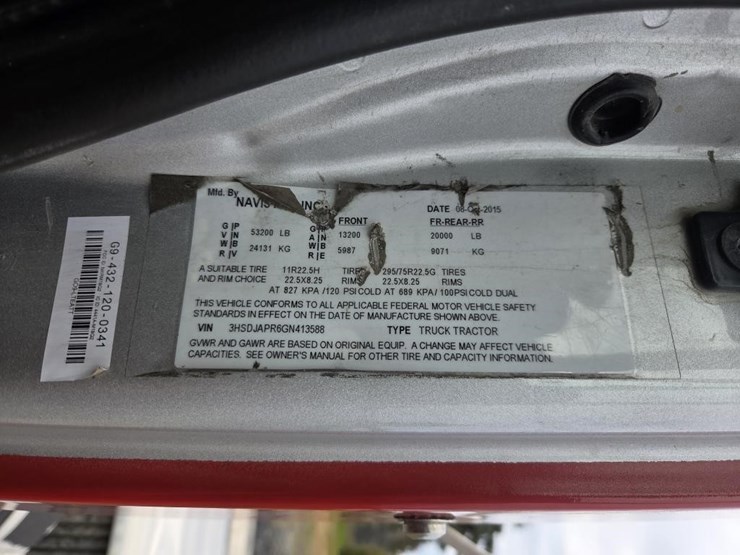 Mfd. By
NAVIS INC
DATE -2015
FRONT FR-REAR-RR
GVWR 53200 LB GAWR 13200 20000 LB
PNBV 24131 KG PNBE 5987 9071 KG
A SUITABLE TIRE 11R22.5H TIRES 295/75R22.5G TIRES
AND RIM CHOICE 22.5X8.25 RIMS 22.5X8.25 RIMS
AT 827 KPA /120 PSI COLD AT 689 KPA/ 100PSI COLD DUAL
THIS VEHICLE CONFORMS TO ALL APPLICABLE FEDERAL MOTOR VEHICLE SAFETY
STANDARDS IN EFFECT ON THE DATE OF MANUFACTURE SHOWN ABOVE.
VIN 3HSDJAPR6GN413588 TYPE TRUCK TRACTOR
GVWR AND GAWR ARE BASED ON ORIGINAL EQUIP. A CHANGE MAY AFFECT VEHICLE
CAPACITIES. SEE OWNER'S MANUAL FOR OTHER TIRE AND CAPACITY INFORMATION.
G9-432-120-0341